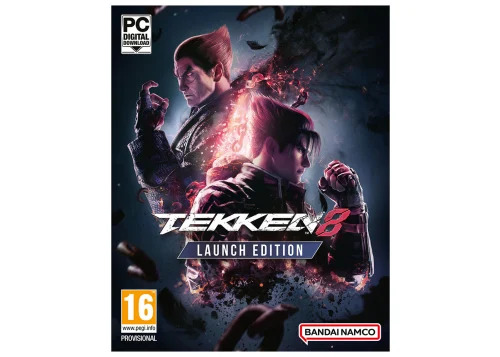 PC
DIGITAL
DOWNLOAD
TEKKEN 8
LAUNCH EDITION
16
www.pegi.info
PROVISIONAL
BANDAI NAMCO